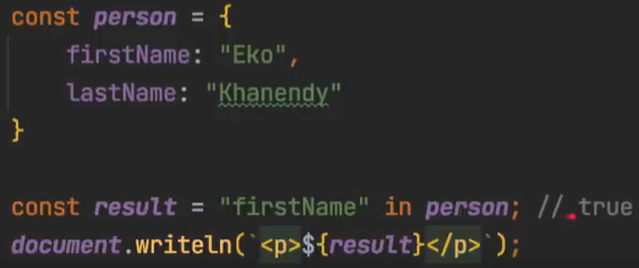 const person = {
    firstName: "Eko",
    lastName: "Khanendy"
}
const result = "firstName" in person; // true
document.writeln(`<p>${result}</p>`);